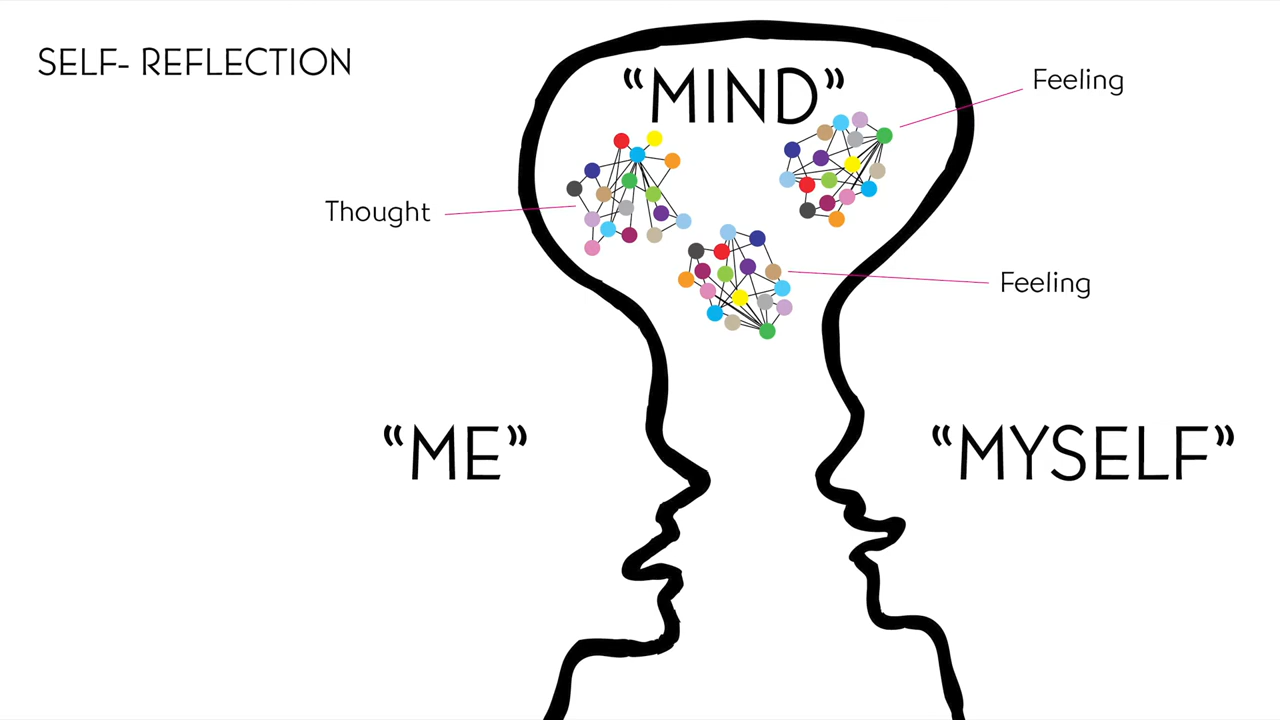 SELF- REFLECTION
“MIND”
Feeling
Thought
Feeling
“ME”
“MYSELF”